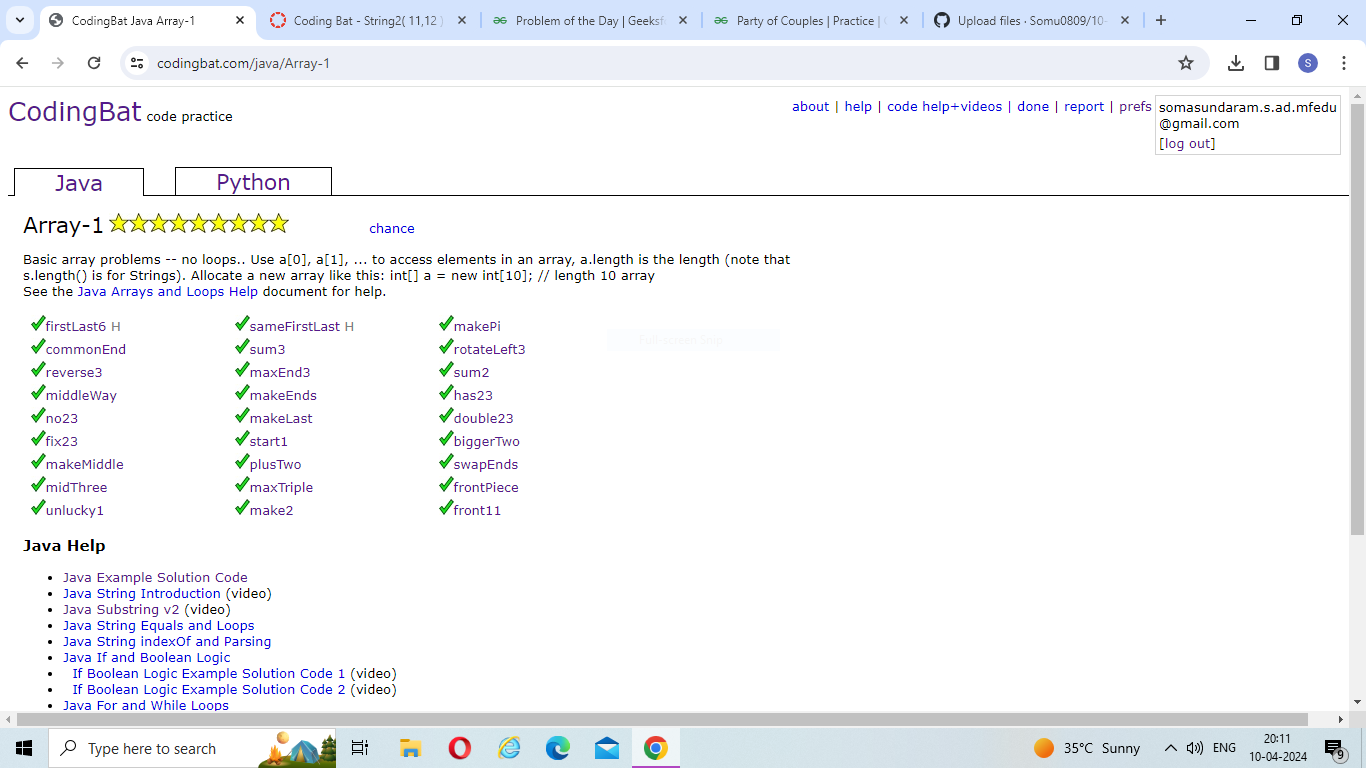 CodingBat Java Array-1
Coding Bat - String2( 11,12 )
Problem of the Day | Geeksf
Party of Couples | Practice |
Upload files · Somu0809/10-
codingbat.com/java/Array-1
S
CodingBat code practice
about | help | code help+videos | done | report | prefs
somasundaram.s.ad.mfedu
@gmail.com
[log out]
Java
Python
Array-1
chance
Basic array problems -- no loops.. Use a[0], a[1], ... to access elements in an array, a.length is the length (note that
s.length() is for Strings). Allocate a new array like this: int[] a = new int[10]; // length 10 array
See the Java Arrays and Loops Help document for help.
firstLast6 H sameFirstLast H makePi
commonEnd sum3 rotateLeft3
reverse3 maxEnd3 sum2
middleWay makeEnds has23
no23 makeLast double23
fix23 start1 biggerTwo
makeMiddle plusTwo swapEnds
midThree maxTriple frontPiece
unlucky1 make2 front11
Java Help
• Java Example Solution Code
• Java String Introduction (video)
• Java Substring v2 (video)
• Java String Equals and Loops
• Java String indexOf and Parsing
• Java If and Boolean Logic
• If Boolean Logic Example Solution Code 1 (video)
• If Boolean Logic Example Solution Code 2 (video)
• Java For and While Loops
Type here to search
35°C Sunny
ENG
20:11
10-04-2024
9